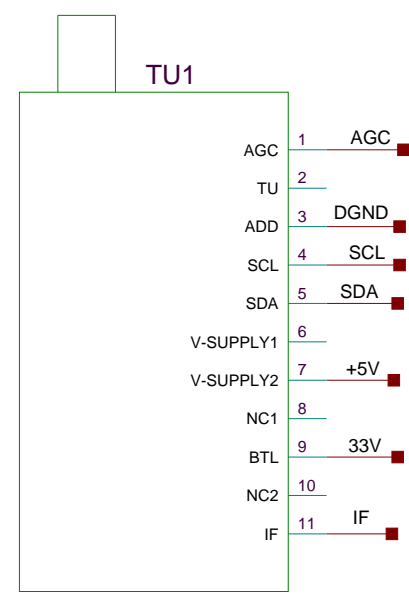 TU1
AGC 1 AGC
TU 2
ADD 3 DGND
SCL 4 SCL
SDA 5 SDA
V-SUPPLY1 6
V-SUPPLY2 7 +5V
NC1 8
BTL 9 33V
NC2 10
IF 11 IF